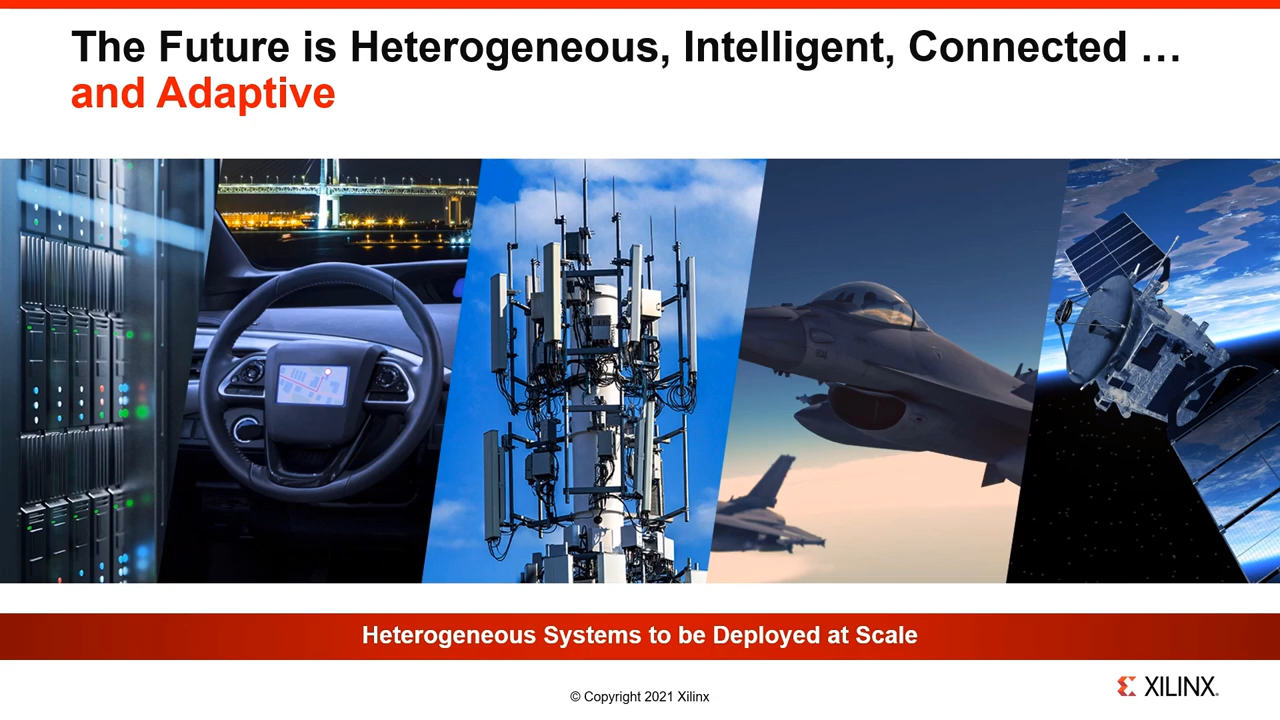 The Future is Heterogeneous, Intelligent, Connected …
and Adaptive
Heterogeneous Systems to be Deployed at Scale
© Copyright 2021 Xilinx
XILINX.